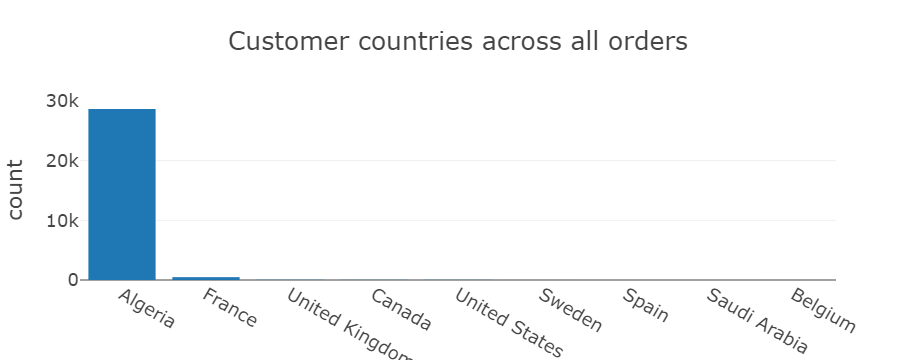 Customer countries across all orders
30k
20k
10k
0
count
Algeria
France
United Kingdom
Canada
United States
Sweden
Spain
Saudi Arabia
Belgium